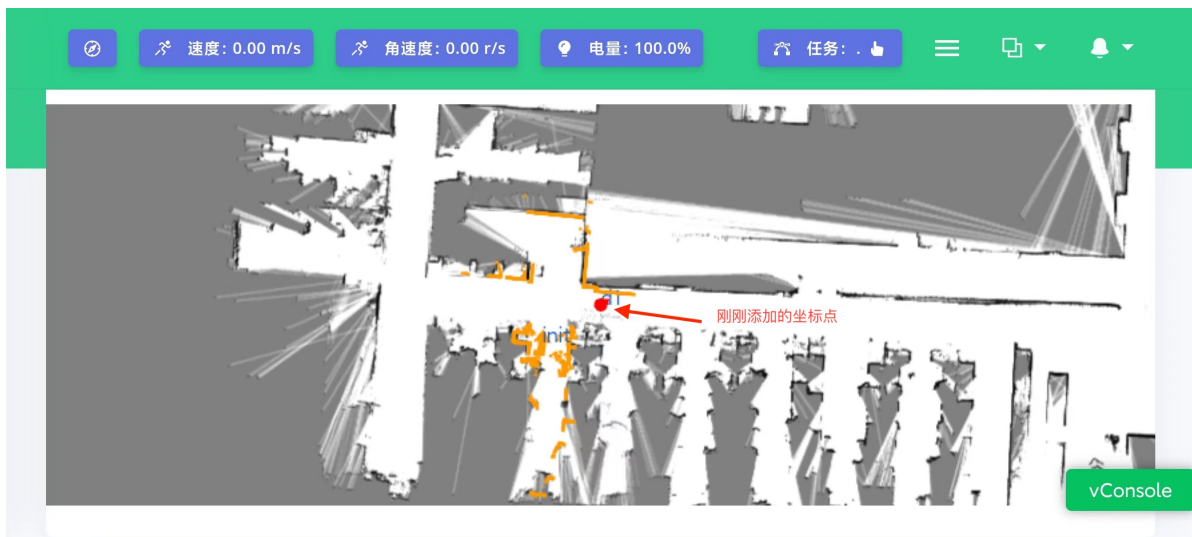 速度: 0.00 m/s
角速度: 0.00 r/s
电量: 100.0%
任务: .
a1
刚刚添加的坐标点
init
vConsole